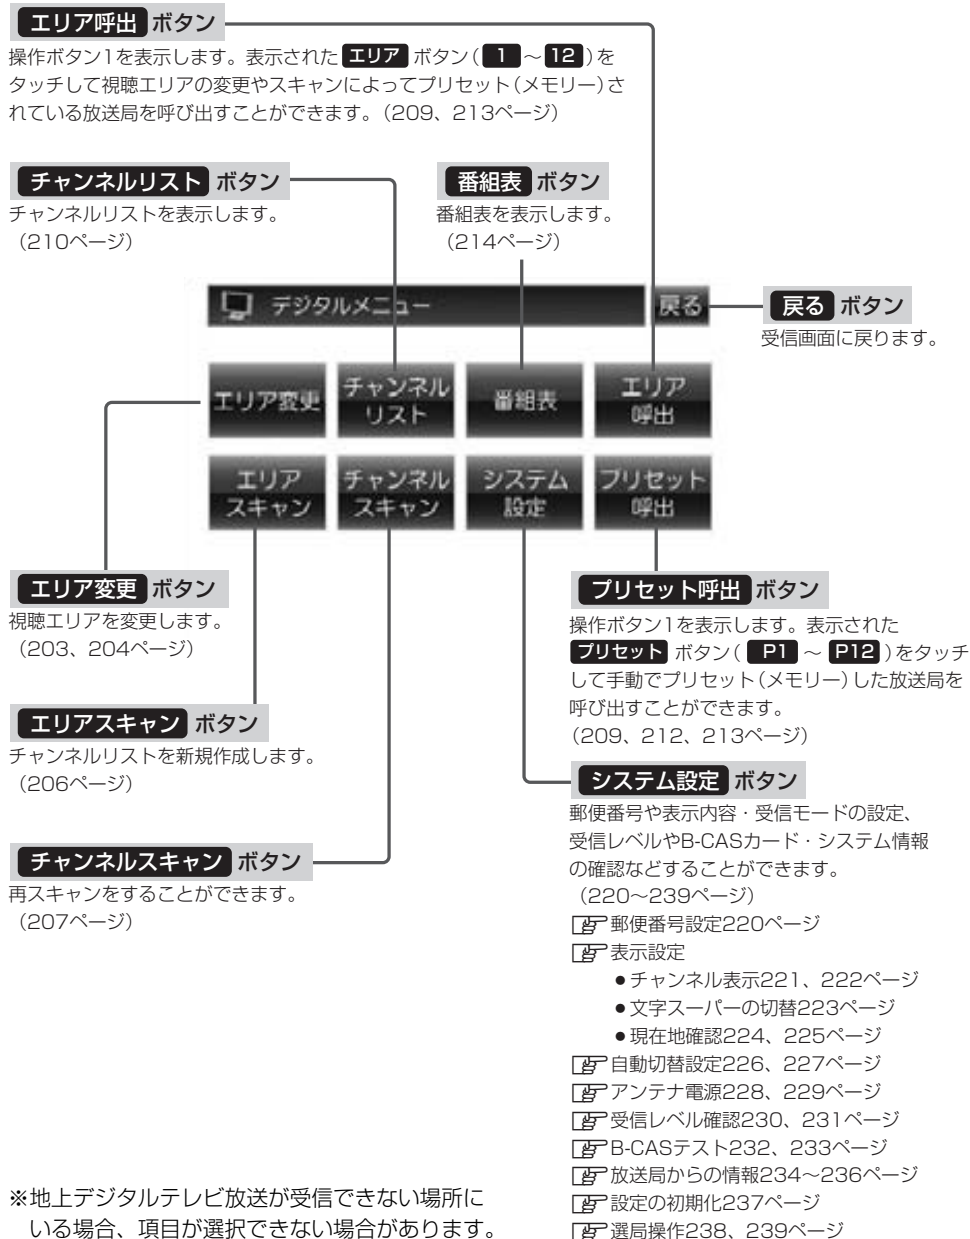 エリア呼出 ボタン
操作ボタン1を表示します。表示された エリア ボタン( 1 ～ 12 )を
タッチして視聴エリアの変更やスキャンによってプリセット(メモリー)さ
れている放送局を呼び出すことができます。(209、213ページ)
チャンネルリスト ボタン
チャンネルリストを表示します。
(210ページ)
番組表 ボタン
番組表を表示します。
(214ページ)
デジタルメニュー
戻る
戻る ボタン
受信画面に戻ります。
エリア変更
チャンネル
リスト
番組表
エリア
呼出
エリア
スキャン
チャンネル
スキャン
システム
設定
プリセット
呼出
エリア変更 ボタン
視聴エリアを変更します。
(203、204ページ)
エリアスキャン ボタン
チャンネルリストを新規作成します。
(206ページ)
チャンネルスキャン ボタン
再スキャンをすることができます。
(207ページ)
プリセット呼出 ボタン
操作ボタン1を表示します。表示された
プリセット ボタン( P1 ～ P12 )をタッチ
して手動でプリセット(メモリー)した放送局を
呼び出すことができます。
(209、212、213ページ)
システム設定 ボタン
郵便番号や表示内容・受信モードの設定、
受信レベルやB-CASカード・システム情報
の確認などすることができます。
(220～239ページ)
郵便番号設定220ページ
表示設定
●チャンネル表示221、222ページ
●文字スーパーの切替223ページ
●現在地確認224、225ページ
自動切替設定226、227ページ
アンテナ電源228、229ページ
受信レベル確認230、231ページ
B-CASテスト232、233ページ
放送局からの情報234～236ページ
設定の初期化237ページ
選局操作238、239ページ
※地上デジタルテレビ放送が受信できない場所に
いる場合、項目が選択できない場合があります。